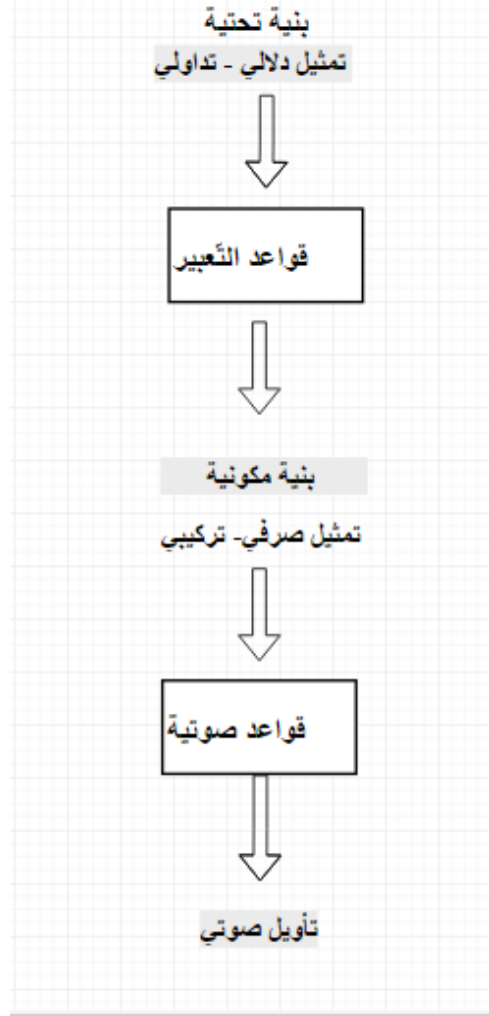 بنية تحتية
تمثيل دلالي - تداولي
قواعد التّعبير
بنية مكونية
تمثيل صرفي- تركيبي
قواعد صوتية
تأويل صوتي